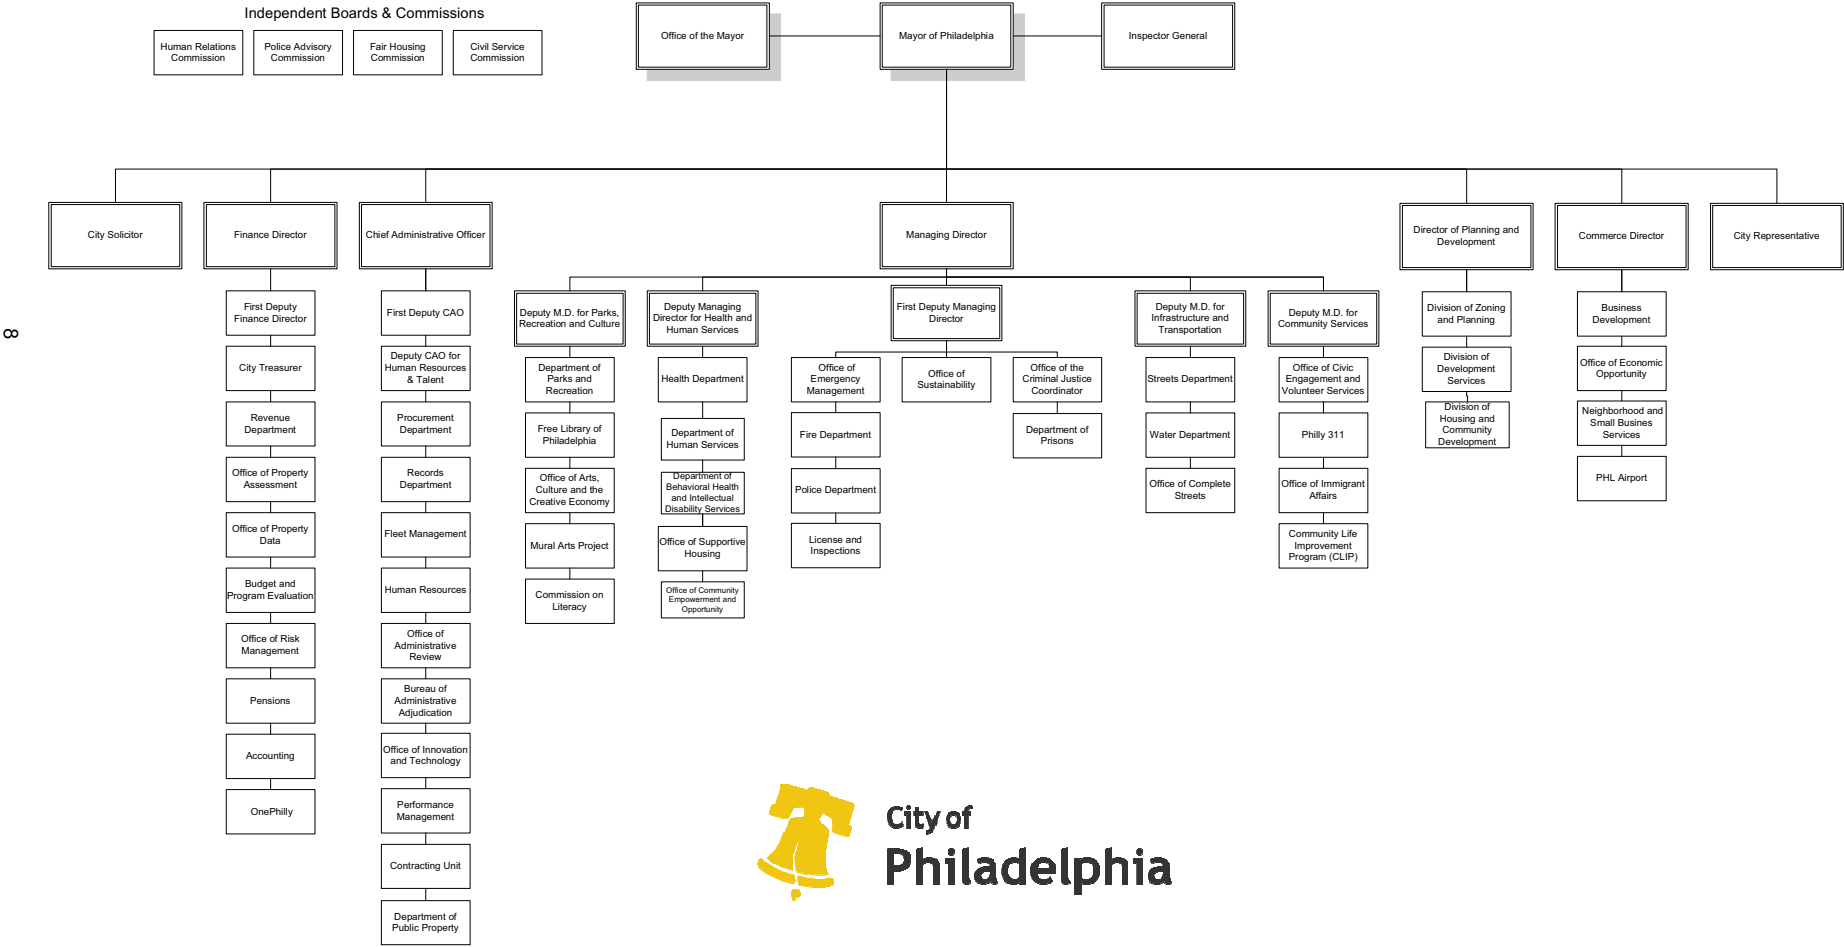 Independent Boards & Commissions
Human Relations
Commission
Police Advisory
Commission
Fair Housing
Commission
Civil Service
Commission
Office of the Mayor
Mayor of Philadelphia
Inspector General
City Solicitor
Finance Director
Chief Administrative Officer
Managing Director
Director of Planning and
Development
Commerce Director
City Representative
First Deputy
Finance Director
City Treasurer
Revenue
Department
Office of Property
Assessment
Office of Property
Data
Budget and
Program Evaluation
Office of Risk
Management
Pensions
Accounting
OnePhilly
First Deputy CAO
Deputy CAO for
Human Resources
& Talent
Procurement
Department
Records
Department
Fleet Management
Human Resources
Office of
Administrative
Review
Bureau of
Administrative
Adjudication
Office of Innovation
and Technology
Performance
Management
Contracting Unit
Department of
Public Property
Deputy M.D. for Parks,
Recreation and Culture
Department of
Parks and
Recreation
Free Library of
Philadelphia
Office of Arts,
Culture and the
Creative Economy
Mural Arts Project
Commission on
Literacy
Deputy Managing
Director for Health and
Human Services
Health Department
Department of
Human Services
Department of
Behavioral Health
and Intellectual
Disability Services
Office of Supportive
Housing
Office of Community
Empowerment and
Opportunity
First Deputy Managing
Director
Office of
Emergency
Management
Fire Department
Police Department
License and
Inspections
Office of
Sustainability
Office of the
Criminal Justice
Coordinator
Department of
Prisons
Deputy M.D. for
Infrastructure and
Transportation
Streets Department
Water Department
Office of Complete
Streets
Deputy M.D. for
Community Services
Office of Civic
Engagement and
Volunteer Services
Philly 311
Office of Immigrant
Affairs
Community Life
Improvement
Program (CLIP)
Division of Zoning
and Planning
Division of
Development
Services
Division of
Housing and
Community
Development
Business
Development
Office of Economic
Opportunity
Neighborhood and
Small Busines
Services
PHL Airport
8
City of
Philadelphia